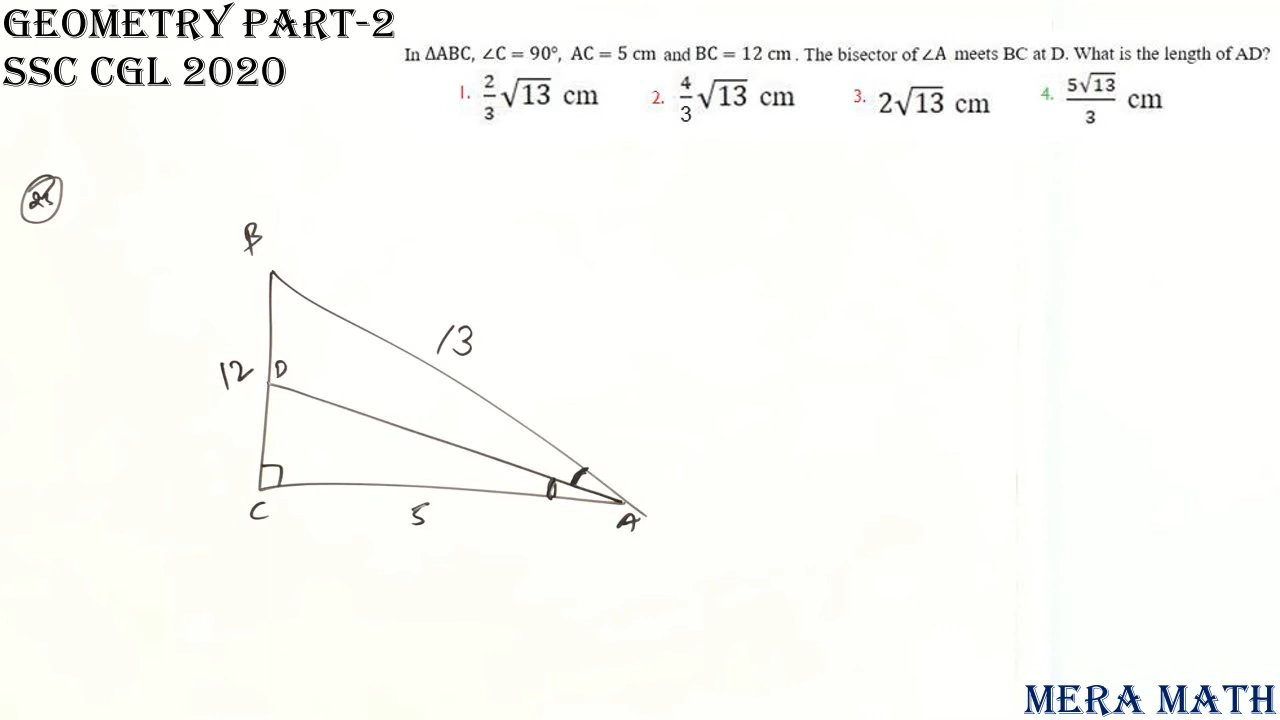 GEOMETRY PART-2
SSC CGL 2020
In ΔABC, ∠C = 90°, AC = 5 cm and BC = 12 cm . The bisector of ∠A meets BC at D. What is the length of AD?
1. 2/3 √13 cm 2. 4/3 √13 cm 3. 2√13 cm 4. 5√13/3 cm
B
13
12 D
C 5 A
MERA MATH